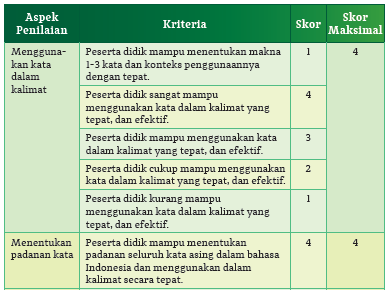 Aspek
Penilaian
Kriteria
Skor
Skor
Maksimal
Mengguna-
kan kata
dalam
kalimat
Peserta didik mampu menentukan makna
1-3 kata dan konteks penggunaannya
dengan tepat.
1
4
Peserta didik sangat mampu
menggunakan kata dalam kalimat yang
tepat, dan efektif.
4
Peserta didik mampu menggunakan kata
dalam kalimat yang tepat, dan efektif.
3
Peserta didik cukup mampu menggunakan
kata dalam kalimat yang tepat, dan efektif.
2
Peserta didik kurang mampu
menggunakan kata dalam kalimat yang
tepat, dan efektif.
1
Menentukan
padanan kata
Peserta didik mampu menentukan
padanan seluruh kata asing dalam bahasa
Indonesia dan menggunakan dalam
kalimat secara tepat.
4
4